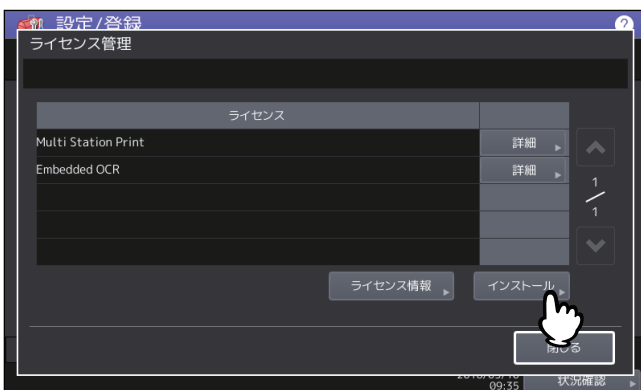 設定/登録
?
ライセンス管理
ライセンス
Multi Station Print 詳細
Embedded OCR 詳細
1
1
ライセンス情報 インストール
閉じる
09:35 状況確認